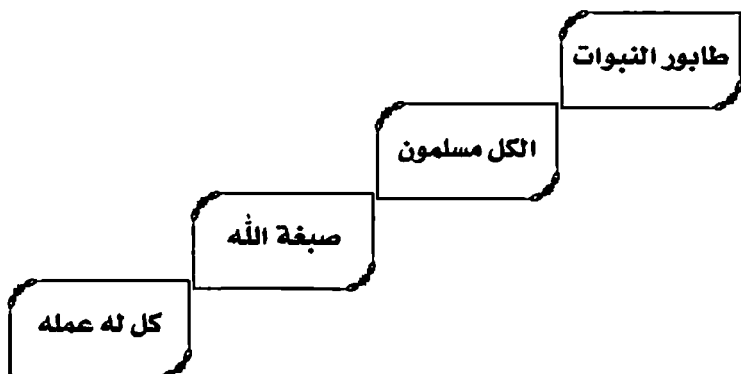 طابور النبوات
الكل مسلمون
صبغة الله
كل له عمله